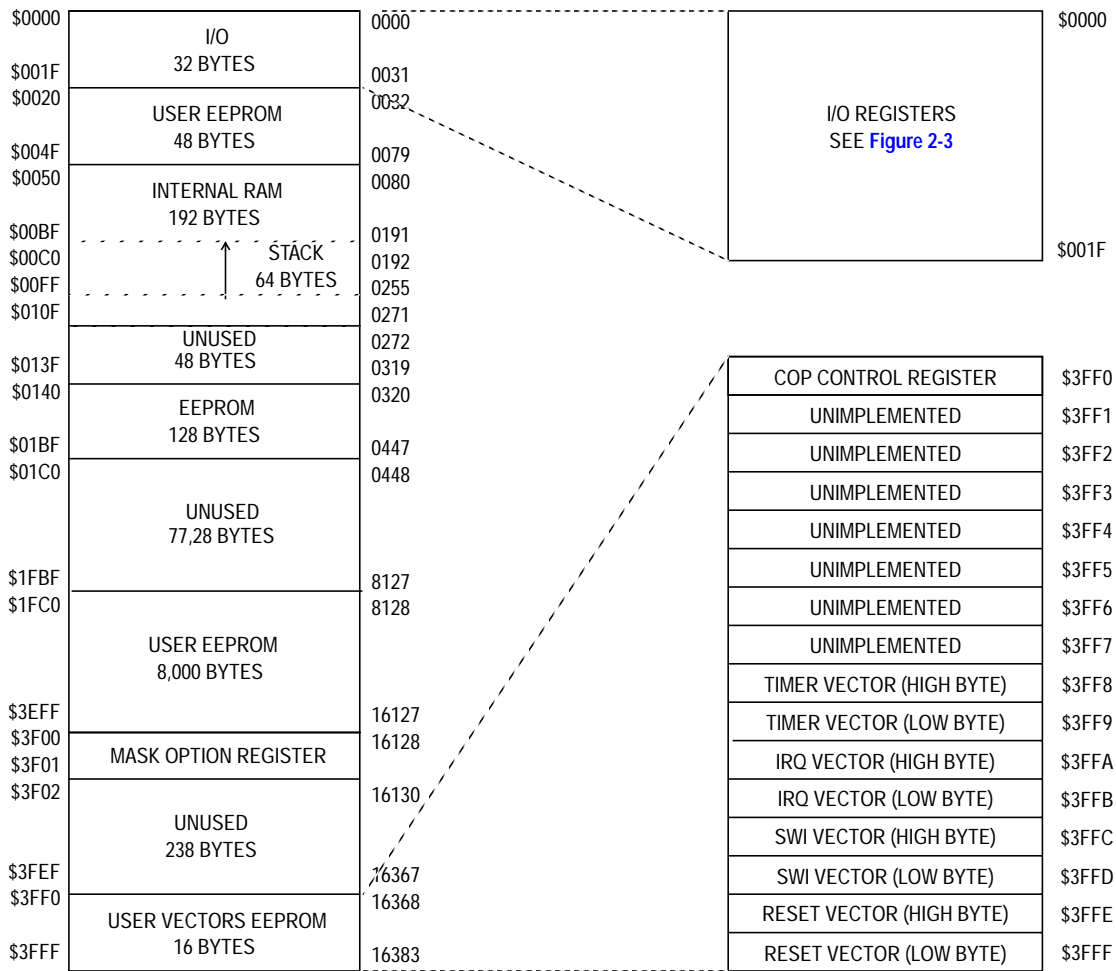 $0000 0000 $0000
I/O
32 BYTES
$001F 0031
$0020 0032
USER EEPROM
48 BYTES
$004F 0079
$0050 0080
INTERNAL RAM
192 BYTES
$00BF 0191
$00C0 0192
STACK
64 BYTES
$00FF 0255
$010F 0271
UNUSED
48 BYTES
0272
$013F 0319
$0140 0320
EEPROM
128 BYTES
$01BF 0447
$01C0 0448
UNUSED
77,28 BYTES
$1FBF 8127
$1FC0 8128
USER EEPROM
8,000 BYTES
$3EFF 16127
$3F00 16128
MASK OPTION REGISTER
$3F01
$3F02 16130
UNUSED
238 BYTES
$3FEF 16367
$3FF0 16368
USER VECTORS EEPROM
16 BYTES
$3FFF 16383
I/O REGISTERS
SEE Figure 2-3
$001F
COP CONTROL REGISTER $3FF0
UNIMPLEMENTED $3FF1
UNIMPLEMENTED $3FF2
UNIMPLEMENTED $3FF3
UNIMPLEMENTED $3FF4
UNIMPLEMENTED $3FF5
UNIMPLEMENTED $3FF6
UNIMPLEMENTED $3FF7
TIMER VECTOR (HIGH BYTE) $3FF8
TIMER VECTOR (LOW BYTE) $3FF9
IRQ VECTOR (HIGH BYTE) $3FFA
IRQ VECTOR (LOW BYTE) $3FFB
SWI VECTOR (HIGH BYTE) $3FFC
SWI VECTOR (LOW BYTE) $3FFD
RESET VECTOR (HIGH BYTE) $3FFE
RESET VECTOR (LOW BYTE) $3FFF